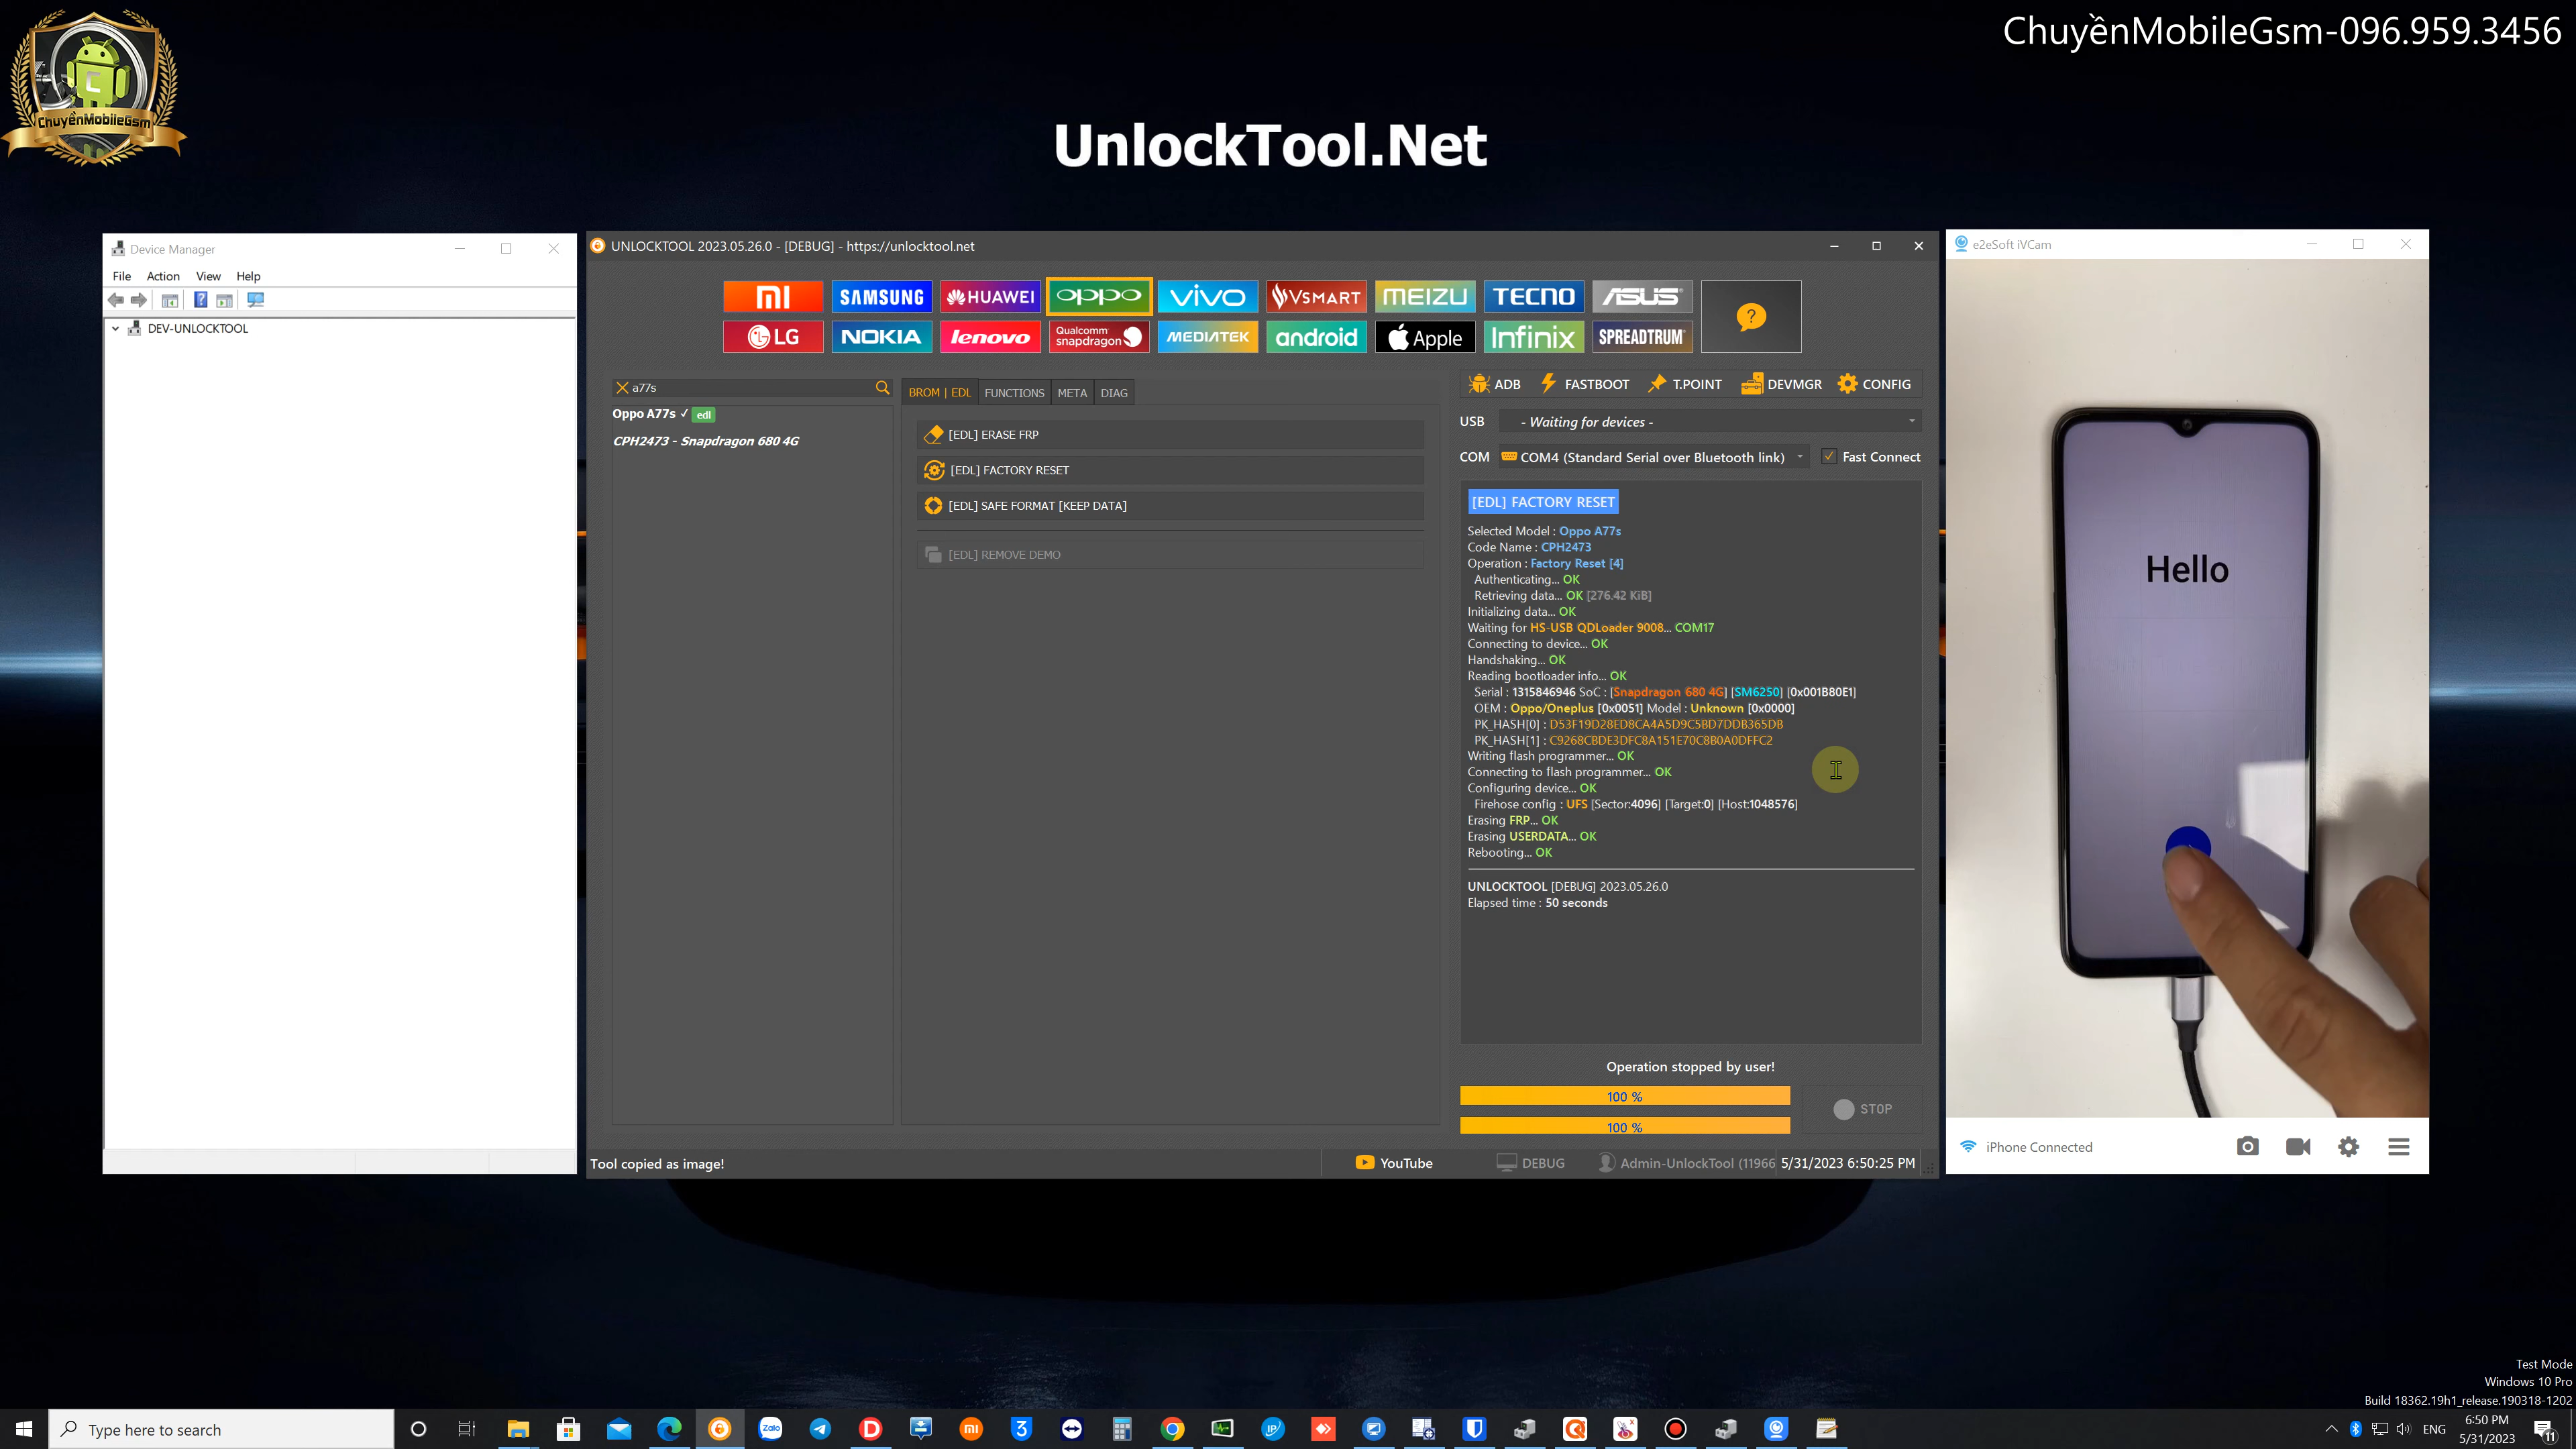 ChuyềnMobileGsm-096.959.3456
C
ChuyềnMobileGsm
UnlockTool.Net
Device Manager
File Action View Help
DEV-UNLOCKTOOL
UNLOCKTOOL 2023.05.26.0 - [DEBUG] - https://unlocktool.net
MI SAMSUNG HUAWEI oppo vivo VSMART MEIZU TECNO ASUS ?
LG NOKIA lenovo Qualcomm snapdragon MEDIATEK android Apple Infinix SPREADTRUM
a77s
Oppo A77s ✓ edl
CPH2473 - Snapdragon 680 4G
BROM | EDL FUNCTIONS META DIAG
[EDL] ERASE FRP
[EDL] FACTORY RESET
[EDL] SAFE FORMAT [KEEP DATA]
[EDL] REMOVE DEMO
ADB FASTBOOT T.POINT DEVMGR CONFIG
USB - Waiting for devices -
COM COM4 (Standard Serial over Bluetooth link) Fast Connect
[EDL] FACTORY RESET
Selected Model : Oppo A77s
Code Name : CPH2473
Operation : Factory Reset [4]
Authenticating... OK
Retrieving data... OK [276.42 KiB]
Initializing data... OK
Waiting for HS-USB QDLoader 9008... COM17
Connecting to device... OK
Handshaking... OK
Reading bootloader info... OK
Serial : 1315846946 SoC : [Snapdragon 680 4G] [SM6250] [0x001B80E1]
OEM : Oppo/Oneplus [0x0051] Model : Unknown [0x0000]
PK_HASH[0] : D53F19D28ED8CA4A5D9C5BD7DDB365DB
PK_HASH[1] : C9268CBDE3DFC8A151E70C8B0A0DFFC2
Writing flash programmer... OK
Connecting to flash programmer... OK
Configuring device... OK
Firehose config : UFS [Sector:4096] [Target:0] [Host:1048576]
Erasing FRP... OK
Erasing USERDATA... OK
Rebooting... OK
UNLOCKTOOL [DEBUG] 2023.05.26.0
Elapsed time : 50 seconds
Operation stopped by user!
100 %
100 %
STOP
Tool copied as image!
YouTube
DEBUG
Admin-UnlockTool (11966
5/31/2023 6:50:25 PM
e2eSoft iVCam
Hello
iPhone Connected
Test Mode
Windows 10 Pro
Build 18362.19h1_release.190318-1202
Type here to search
Zalo
ENG
6:50 PM
5/31/2023
11